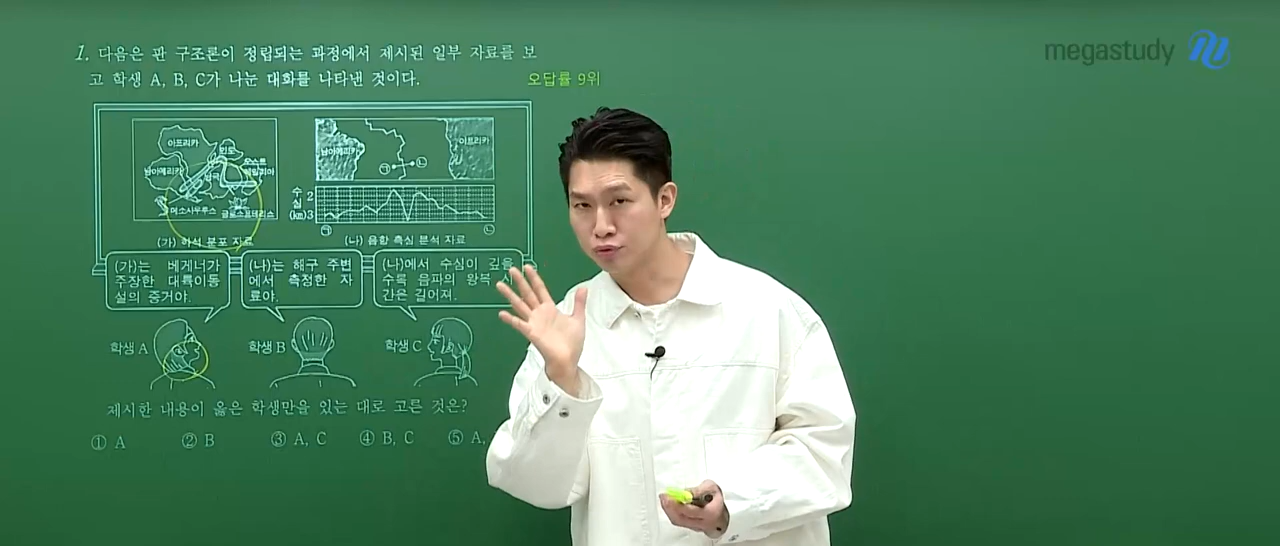 megastudy
1. 다음은 판 구조론이 정립되는 과정에서 제시된 일부 자료를 보
고 학생 A, B, C가 나눈 대화를 나타낸 것이다.
오답률 9위
아프리카
인도
남아메리카
남극
메소사우루스
글로소프테리스
(가) 화석 분포 자료
남아메리카
아프리카
㉠
㉡
수심(km)
2
3
㉠
㉡
(나) 음향 측심 분석 자료
(가)는 베게너가
주장한 대륙이동
설의 증거야.
(나)는 해구 주변
에서 측정한 자
료야.
(나)에서 수심이 깊을
수록 음파의 왕복 시
간은 길어져.
학생 A
학생 B
학생 C
제시한 내용이 옳은 학생만을 있는 대로 고른 것은?
① A ② B ③ A, C ④ B, C ⑤ A,